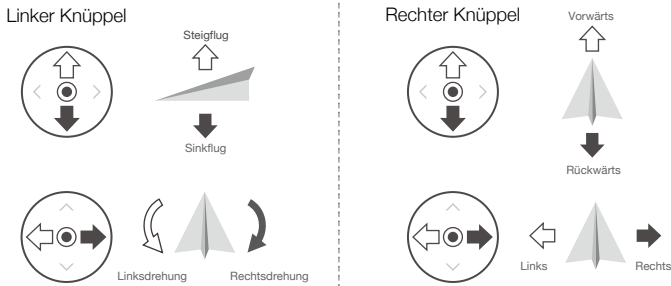 Linker Knüppel
Steigflug
Sinkflug
Linksdrehung
Rechtsdrehung
Rechter Knüppel
Vorwärts
Rückwärts
Links
Rechts